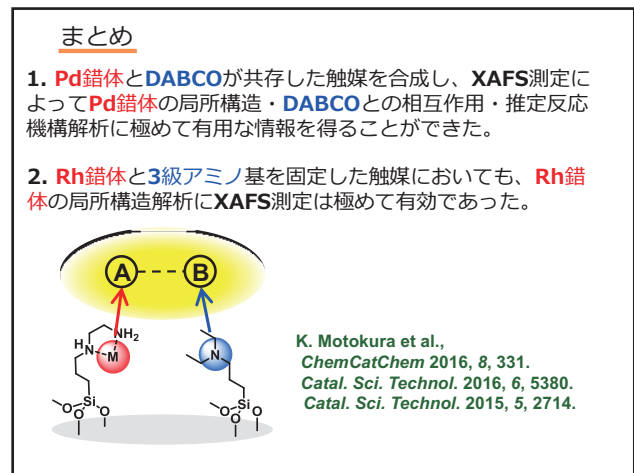 まとめ
1. Pd錯体とDABCOが共存した触媒を合成し、XAFS測定に
よってPd錯体の局所構造・DABCOとの相互作用・推定反応
機構解析に極めて有用な情報を得ることができた。
2. Rh錯体と3級アミノ基を固定した触媒においても、Rh錯
体の局所構造解析にXAFS測定は極めて有効であった。
A B
NH2
H
N M
N
Si
O O
O
Si
O O
O
K. Motokura et al.,
ChemCatChem 2016, 8, 331.
Catal. Sci. Technol. 2016, 6, 5380.
Catal. Sci. Technol. 2015, 5, 2714.